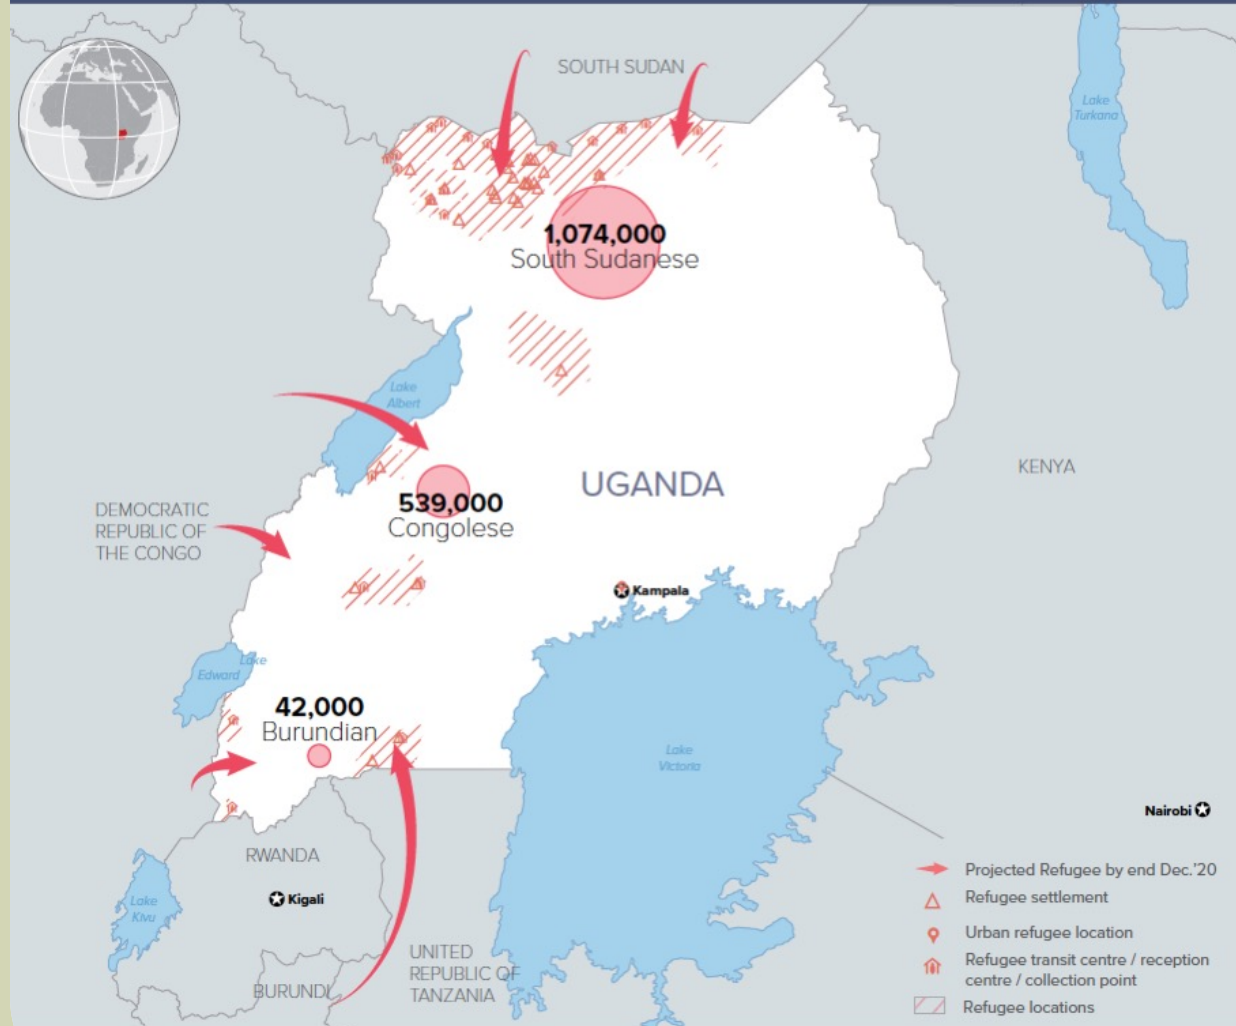 SOUTH SUDAN
Lake
Turkana
1,074,000
South Sudanese
Lake
Albert
UGANDA
KENYA
539,000
Congolese
DEMOCRATIC
REPUBLIC OF
THE CONGO
Kampala
Lake
Edward
42,000
Burundian
Lake
Victoria
Nairobi
RWANDA
Kigali
Lake
Kivu
UNITED
REPUBLIC OF
TANZANIA
BURUNDI
Projected Refugee by end Dec.'20
Refugee settlement
Urban refugee location
Refugee transit centre / reception
centre / collection point
Refugee locations